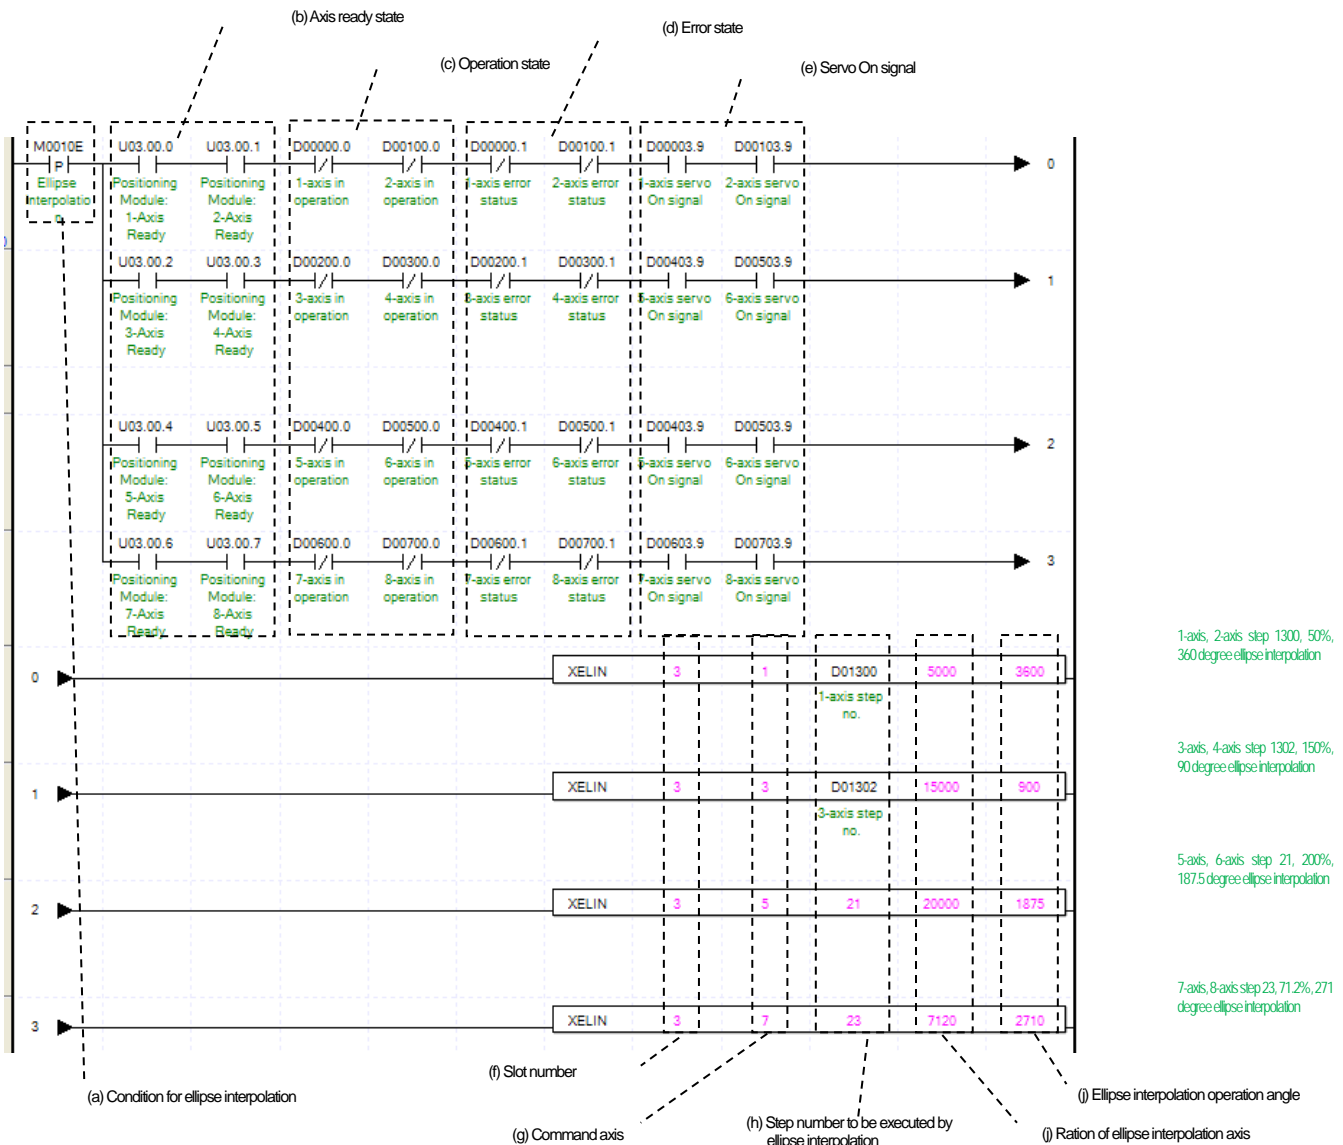 (b) Axis ready state
(d) Error state
(c) Operation state
(e) Servo On signal
M0010E U03.00.0 U03.00.1 D00000.0 D00100.0 D00000.1 D00100.1 D00003.9 D00103.9
P 0
Ellipse Positioning Positioning 1-axis in 2-axis in 1-axis error 2-axis error 1-axis servo 2-axis servo
interpolatio Module: Module: operation operation status status On signal On signal
n 1-Axis 2-Axis
Ready Ready
U03.00.2 U03.00.3 D00200.0 D00300.0 D00200.1 D00300.1 D00403.9 D00503.9
1
Positioning Positioning 3-axis in 4-axis in 3-axis error 4-axis error 5-axis servo 6-axis servo
Module: Module: operation operation status status On signal On signal
3-Axis 4-Axis
Ready Ready
U03.00.4 U03.00.5 D00400.0 D00500.0 D00400.1 D00500.1 D00403.9 D00503.9
2
Positioning Positioning 5-axis in 6-axis in 5-axis error 6-axis error 5-axis servo 6-axis servo
Module: Module: operation operation status status On signal On signal
5-Axis 6-Axis
Ready Ready
U03.00.6 U03.00.7 D00600.0 D00700.0 D00600.1 D00700.1 D00603.9 D00703.9
3
Positioning Positioning 7-axis in 8-axis in 7-axis error 8-axis error 7-axis servo 8-axis servo
Module: Module: operation operation status status On signal On signal
7-Axis 8-Axis
Ready Ready
0 XELIN 3 1 D01300 5000 3600
1-axis step
no.
1-axis, 2-axis step 1300, 50%,
360 degree ellipse interpolation
1 XELIN 3 3 D01302 15000 900
3-axis step
no.
3-axis, 4-axis step 1302, 150%,
90 degree ellipse interpolation
2 XELIN 3 5 21 20000 1875
5-axis, 6-axis step 21, 200%,
187.5 degree ellipse interpolation
3 XELIN 3 7 23 7120 2710
7-axis, 8-axis step 23, 71.2%, 271
degree ellipse interpolation
(a) Condition for ellipse interpolation
(f) Slot number
(g) Command axis
(h) Step number to be executed by
ellipse interpolation
(j) Ellipse interpolation operation angle
(j) Ration of ellipse interpolation axis